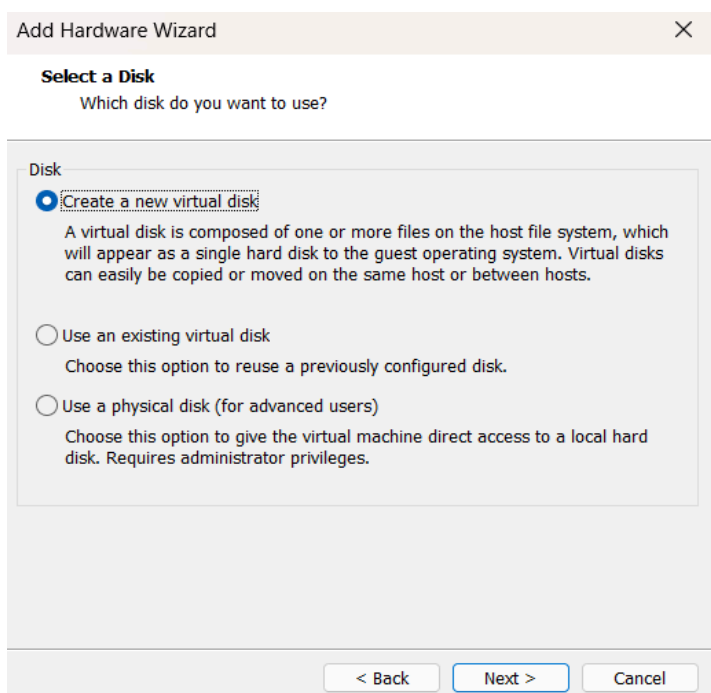 Add Hardware Wizard
Select a Disk
Which disk do you want to use?
Disk
Create a new virtual disk
A virtual disk is composed of one or more files on the host file system, which
will appear as a single hard disk to the guest operating system. Virtual disks
can easily be copied or moved on the same host or between hosts.
Use an existing virtual disk
Choose this option to reuse a previously configured disk.
Use a physical disk (for advanced users)
Choose this option to give the virtual machine direct access to a local hard
disk. Requires administrator privileges.
< Back Next > Cancel